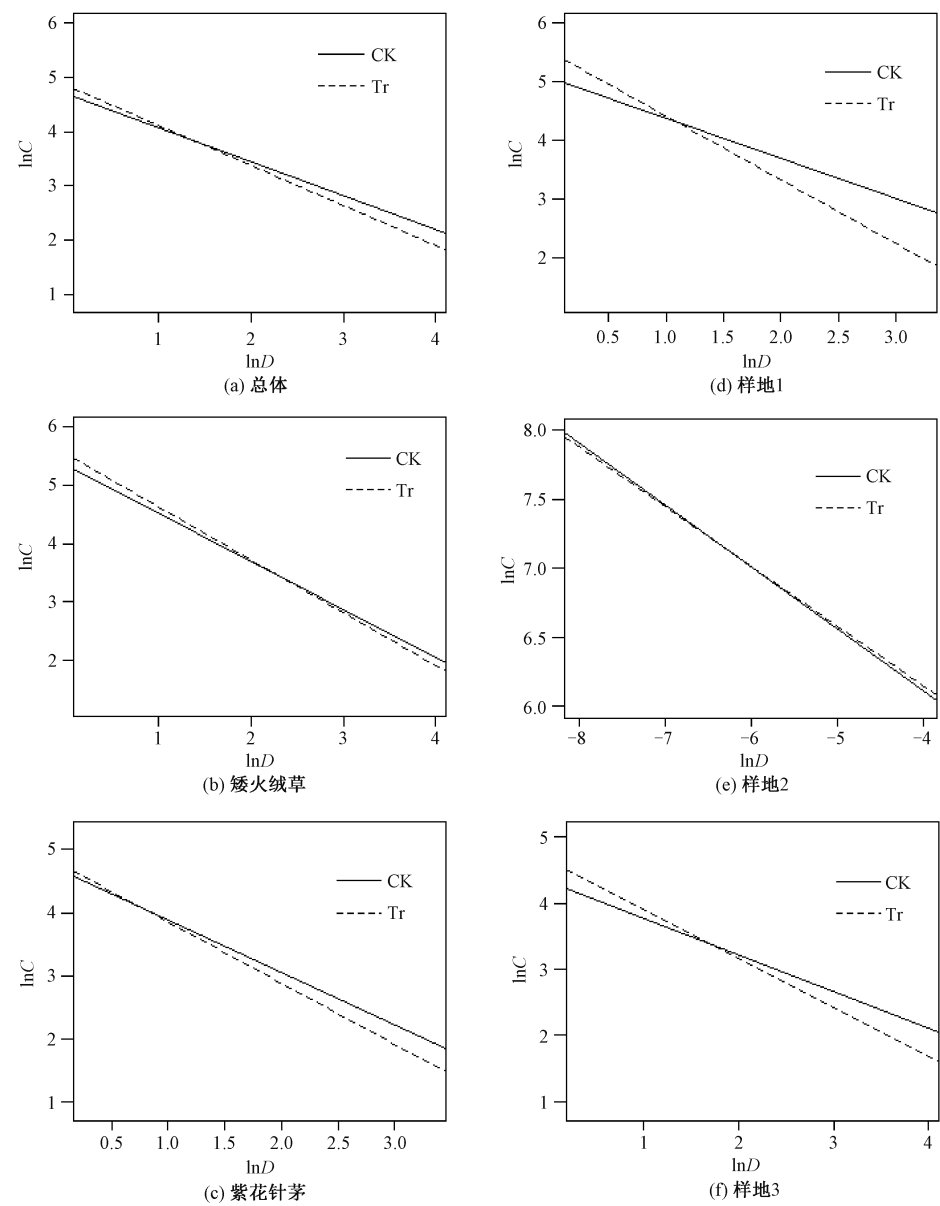 6
5
4
3
2
1
lnC
CK
Tr
1 2 3 4
lnD
(a) 总体
6
5
4
3
2
lnC
CK
Tr
0.5 1.0 1.5 2.0 2.5 3.0
lnD
(d) 样地1
6
5
4
3
2
lnC
CK
Tr
1 2 3 4
lnD
(b) 矮火绒草
8.0
7.5
7.0
6.5
6.0
lnC
CK
Tr
−8 −7 −6 −5 −4
lnD
(e) 样地2
5
4
3
2
1
lnC
CK
Tr
0.5 1.0 1.5 2.0 2.5 3.0
lnD
(c) 紫花针茅
5
4
3
2
1
lnC
CK
Tr
1 2 3 4
lnD
(f) 样地3